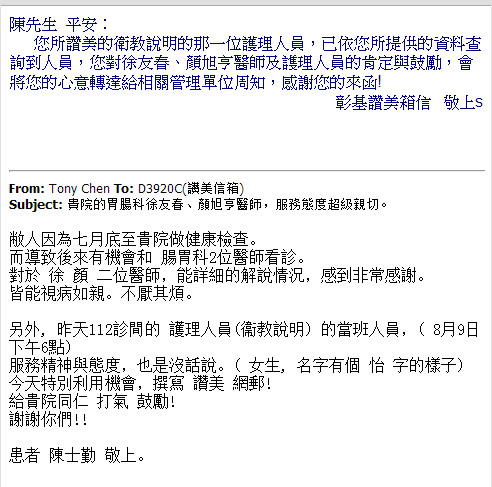 陳先生 平安：
您所讚美的衛教說明的那一位護理人員，已依您所提供的資料查
詢到人員，您對徐友春、顏旭亨醫師及護理人員的肯定與鼓勵，會
將您的心意轉達給相關管理單位周知，感謝您的來函!
彰基讚美箱信 敬上s
From: Tony Chen To: D3920C(讚美信箱)
Subject: 貴院的胃腸科徐友春、顏旭亨醫師，服務態度超級親切。
敝人因為七月底至貴院做健康檢查。
而導致後來有機會和 腸胃科2位醫師看診。
對於 徐 顏 二位醫師，能詳細的解說情況，感到非常感謝。
皆能視病如親。不厭其煩。
另外, 昨天112診間的 護理人員(衛教說明) 的當班人員，( 8月9日
下午6點)
服務精神與態度，也是沒話說。( 女生, 名字有個 怡 字的樣子)
今天特別利用機會，撰寫 讚美 網郵!
給貴院同仁 打氣 鼓勵!
謝謝你們!!
患者 陳士勤 敬上。